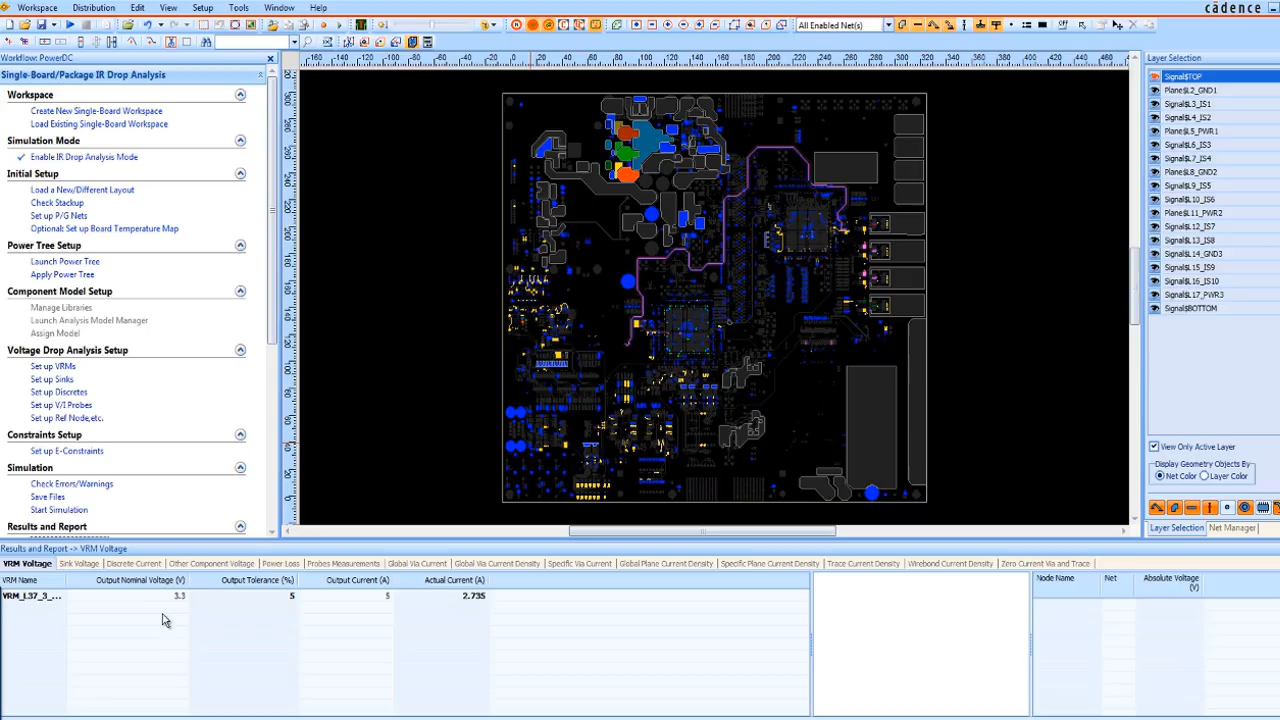 Workspace Distribution Edit View Setup Tools Window Help
cādence
All Enabled Net(s)
Workflow: PowerDC
Single-Board/Package IR Drop Analysis
Workspace
Create New Single-Board Workspace
Load Existing Single-Board Workspace
Simulation Mode
Enable IR Drop Analysis Mode
Initial Setup
Load a New/Different Layout
Check Stackup
Set up P/G Nets
Optional: Set up Board Temperature Map
Power Tree Setup
Launch Power Tree
Apply Power Tree
Component Model Setup
Manage Libraries
Launch Analysis Model Manager
Assign Model
Voltage Drop Analysis Setup
Set up VRMs
Set up Sinks
Set up Discretes
Set up V/I Probes
Set up Ref Node,etc.
Constraints Setup
Set up E-Constraints
Simulation
Check Errors/Warnings
Save Files
Start Simulation
Results and Report
Layer Selection
Signal$TOP
Plane$L2_GND1
Signal$L3_IS1
Signal$L4_IS2
Plane$L5_PWR1
Signal$L6_IS3
Signal$L7_IS4
Plane$L8_GND2
Signal$L9_IS5
Signal$L10_IS6
Plane$L11_PWR2
Signal$L12_IS7
Signal$L13_IS8
Signal$L14_GND3
Signal$L15_IS9
Signal$L16_IS10
Signal$L17_PWR3
Signal$BOTTOM
View Only Active Layer
Display Geometry Objects By
Net Color Layer Color
Layer Selection Net Manager
Results and Report -> VRM Voltage
VRM Voltage Sink Voltage Discrete Current Other Component Voltage Power Loss Probes Measurements Global Via Current Global Via Current Density Specific Via Current Global Plane Current Density Specific Plane Current Density Trace Current Density Wirebond Current Density Zero Current Via and Trace
VRM Name Output Nominal Voltage (V) Output Tolerance (%) Output Current (A) Actual Current (A)
3.3 5 5 2.735
Node Name Net Absolute Voltage (V)